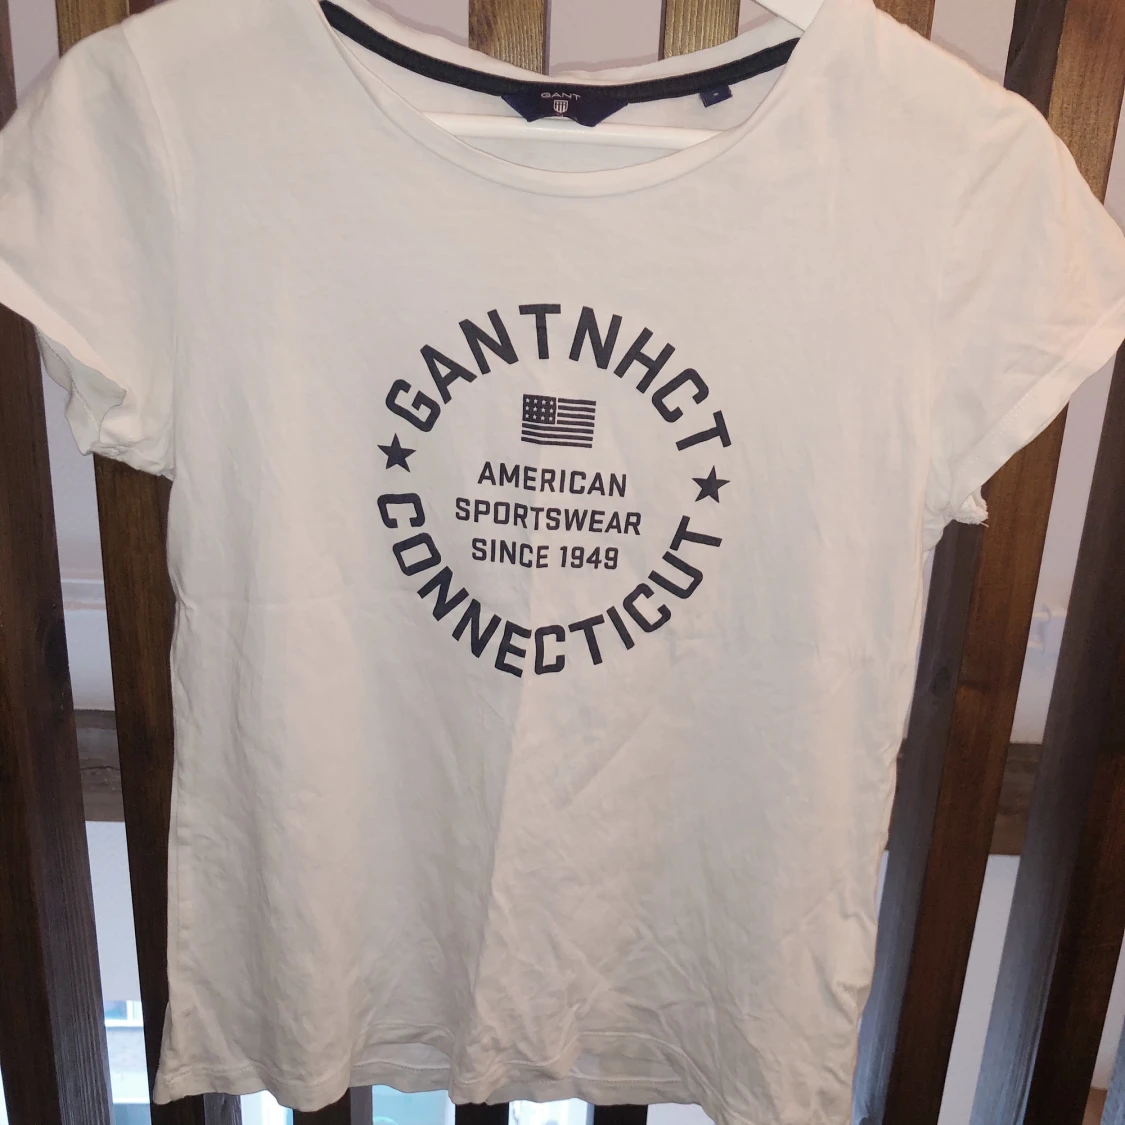 GANT
GANTNHCT
AMERICAN
SPORTSWEAR
SINCE 1949
CONNECTICUT